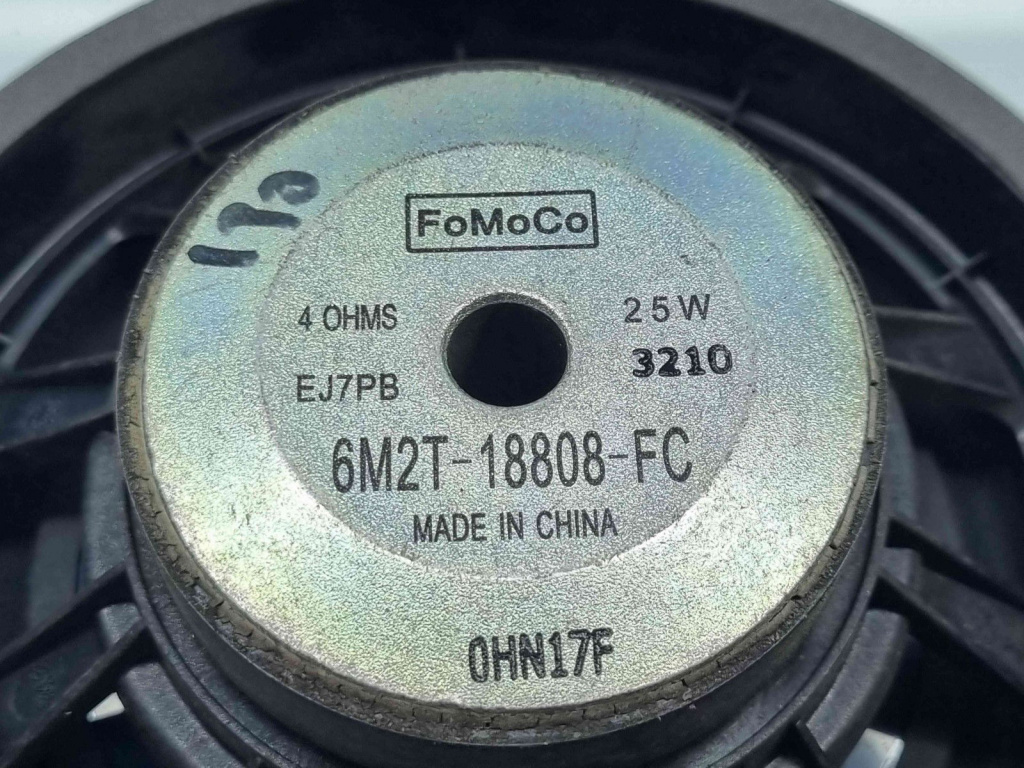 FoMoCo
4 OHMS
25W
3210
EJ7PB
6M2T-18808-FC
MADE IN CHINA
0HN17F